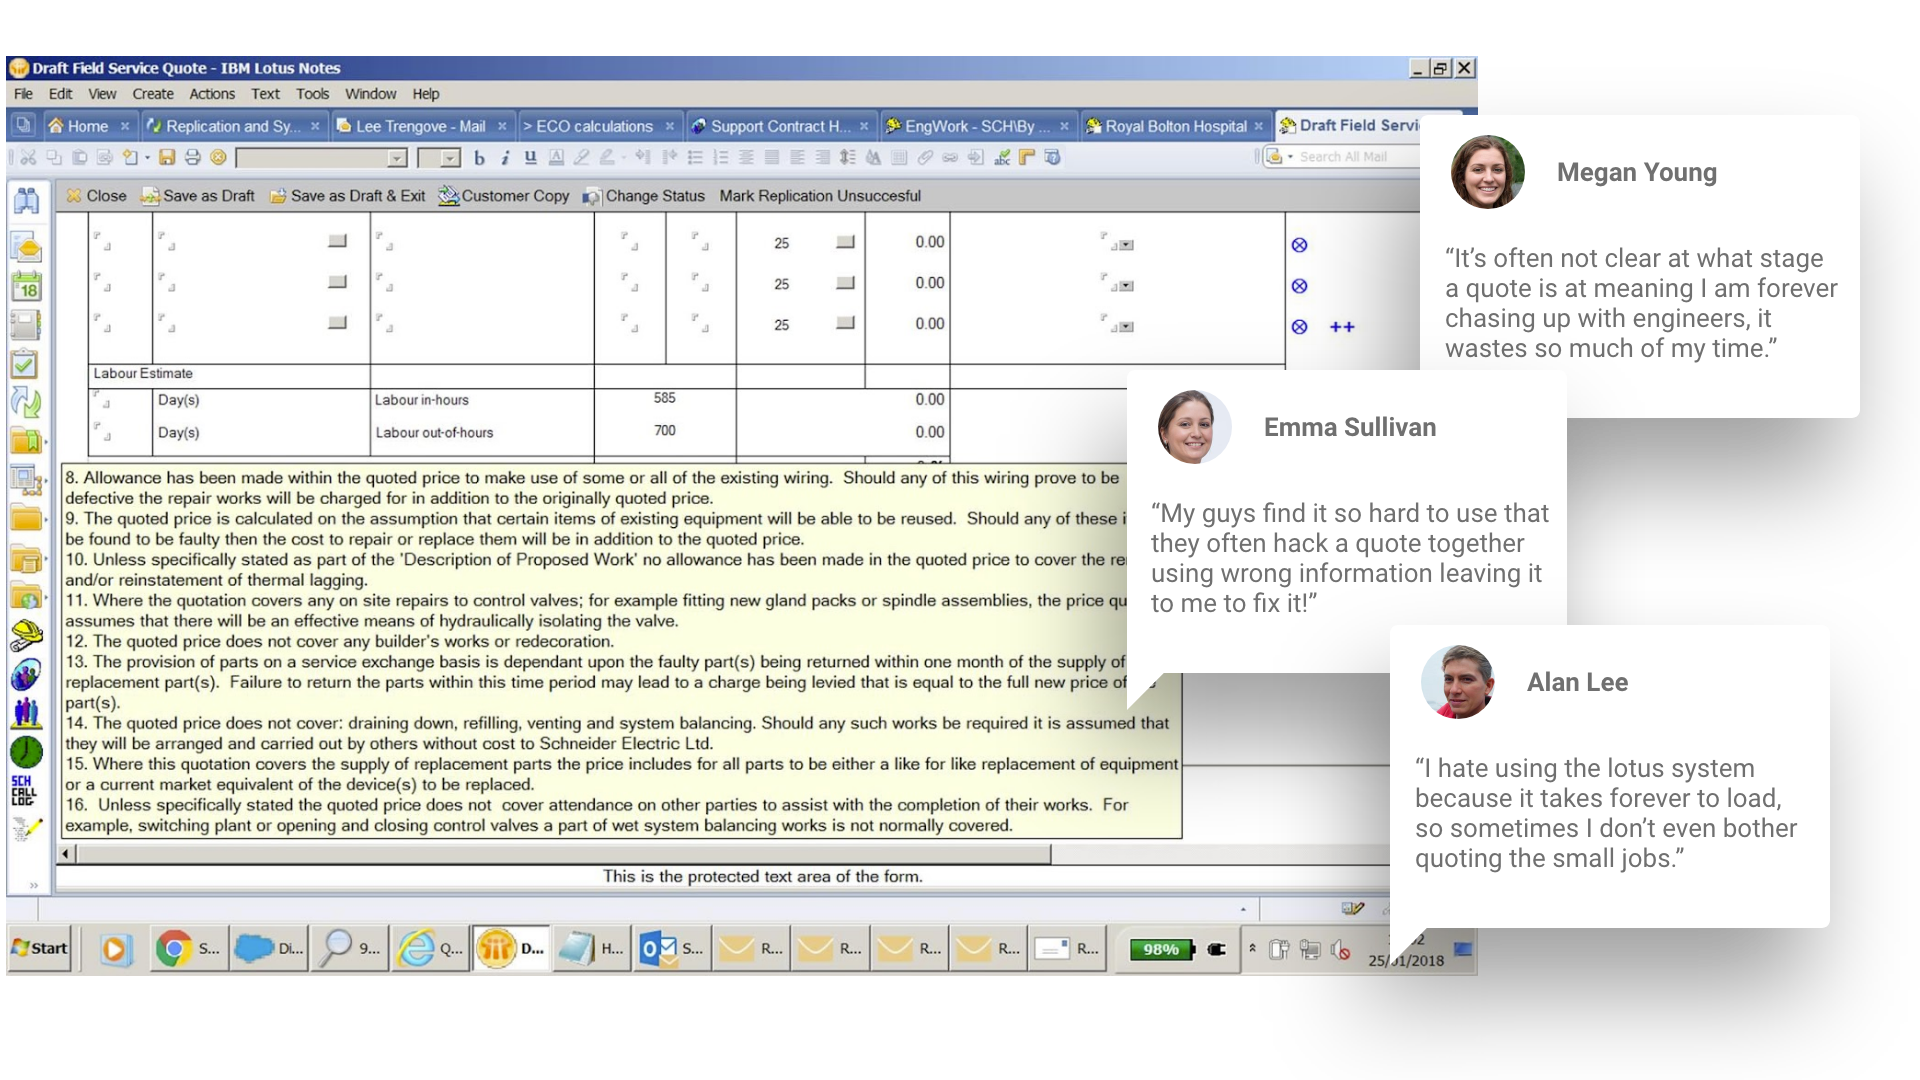 Draft Field Service Quote - IBM Lotus Notes
File Edit View Create Actions Text Tools Window Help
Home Replication and Sy... Lee Trengove - Mail > ECO calculations Support Contract H... EngWork - SCH\By ... Royal Bolton Hospital Draft Field Servi
b i u abc Search All Mail
Close Save as Draft Save as Draft & Exit Customer Copy Change Status Mark Replication Unsuccesful
25 0.00
25 0.00
25 0.00 ++
Labour Estimate
Day(s) Labour in-hours 585 0.00
Day(s) Labour out-of-hours 700 0.00
8. Allowance has been made within the quoted price to make use of some or all of the existing wiring. Should any of this wiring prove to be
defective the repair works will be charged for in addition to the originally quoted price.
9. The quoted price is calculated on the assumption that certain items of existing equipment will be able to be reused. Should any of these i
be found to be faulty then the cost to repair or replace them will be in addition to the quoted price.
10. Unless specifically stated as part of the 'Description of Proposed Work' no allowance has been made in the quoted price to cover the re
and/or reinstatement of thermal lagging.
11. Where the quotation covers any on site repairs to control valves; for example fitting new gland packs or spindle assemblies, the price qu
assumes that there will be an effective means of hydraulically isolating the valve.
12. The quoted price does not cover any builder's works or redecoration.
13. The provision of parts on a service exchange basis is dependant upon the faulty part(s) being returned within one month of the supply of
replacement part(s). Failure to return the parts within this time period may lead to a charge being levied that is equal to the full new price of
part(s).
14. The quoted price does not cover: draining down, refilling, venting and system balancing. Should any such works be required it is assumed that
they will be arranged and carried out by others without cost to Schneider Electric Ltd.
15. Where this quotation covers the supply of replacement parts the price includes for all parts to be either a like for like replacement of equipment
or a current market equivalent of the device(s) to be replaced.
16. Unless specifically stated the quoted price does not cover attendance on other parties to assist with the completion of their works. For
example, switching plant or opening and closing control valves a part of wet system balancing works is not normally covered.
This is the protected text area of the form.
18
SCH
CALL
LOG
Start S... Di... 9... Q... D... H... S... R... R... R... R... R... 98%
25/01/2018
Megan Young
“It’s often not clear at what stage
a quote is at meaning I am forever
chasing up with engineers, it
wastes so much of my time.”
Emma Sullivan
“My guys find it so hard to use that
they often hack a quote together
using wrong information leaving it
to me to fix it!”
Alan Lee
“I hate using the lotus system
because it takes forever to load,
so sometimes I don’t even bother
quoting the small jobs.”